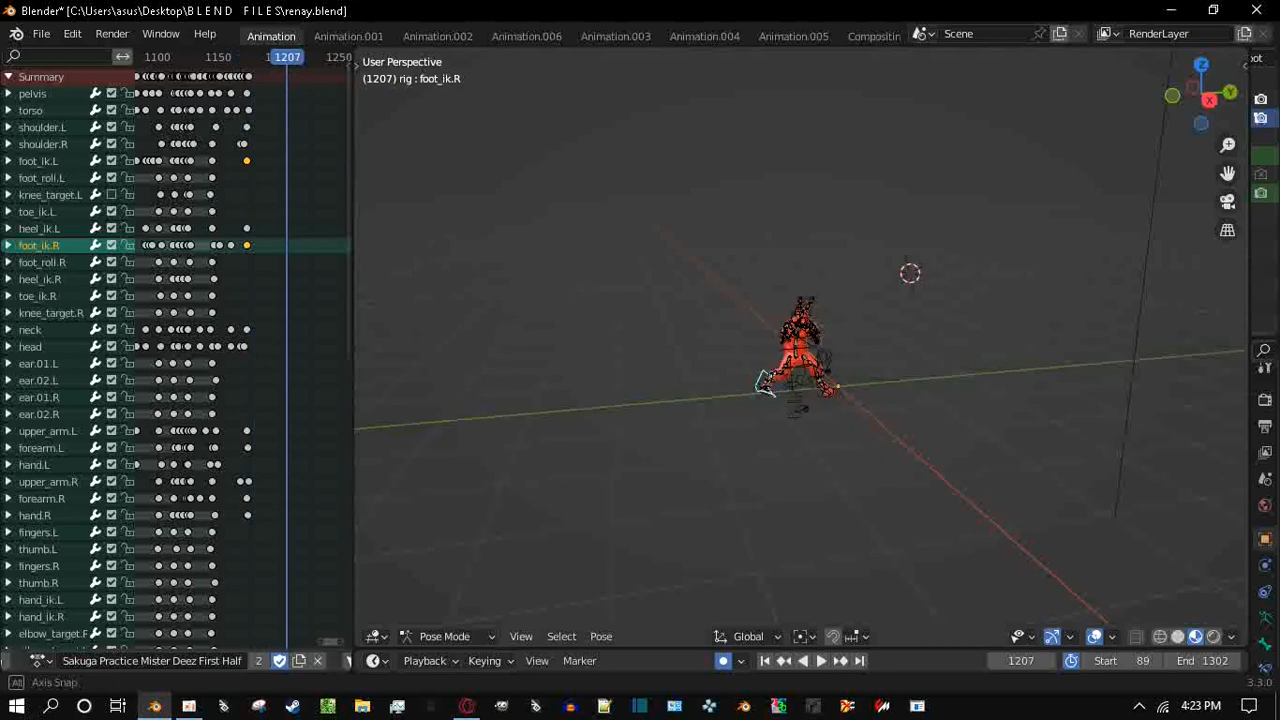 Blender* [C:\Users\asus\Desktop\B L E N D   F I L E S\renay.blend]
File Edit Render Window Help Animation Animation.001 Animation.002 Animation.006 Animation.003 Animation.004 Animation.005 Compositin Scene RenderLayer
1100 1150 1207 1250
User Perspective
(1207) rig : foot_ik.R
Summary
pelvis
torso
shoulder.L
shoulder.R
foot_ik.L
foot_roll.L
knee_target.L
toe_ik.L
heel_ik.L
foot_ik.R
foot_roll.R
heel_ik.R
toe_ik.R
knee_target.R
neck
head
ear.01.L
ear.02.L
ear.01.R
ear.02.R
upper_arm.L
forearm.L
hand.L
upper_arm.R
forearm.R
hand.R
fingers.L
thumb.L
fingers.R
thumb.R
hand_ik.L
hand_ik.R
elbow_target.R
X Y Z
Pose Mode View Select Pose Global
Sakuga Practice Mister Deez First Half 2 Playback Keying View Marker 1207 Start 89 End 1302
Alt Axis Snap 3.3.0
4:23 PM